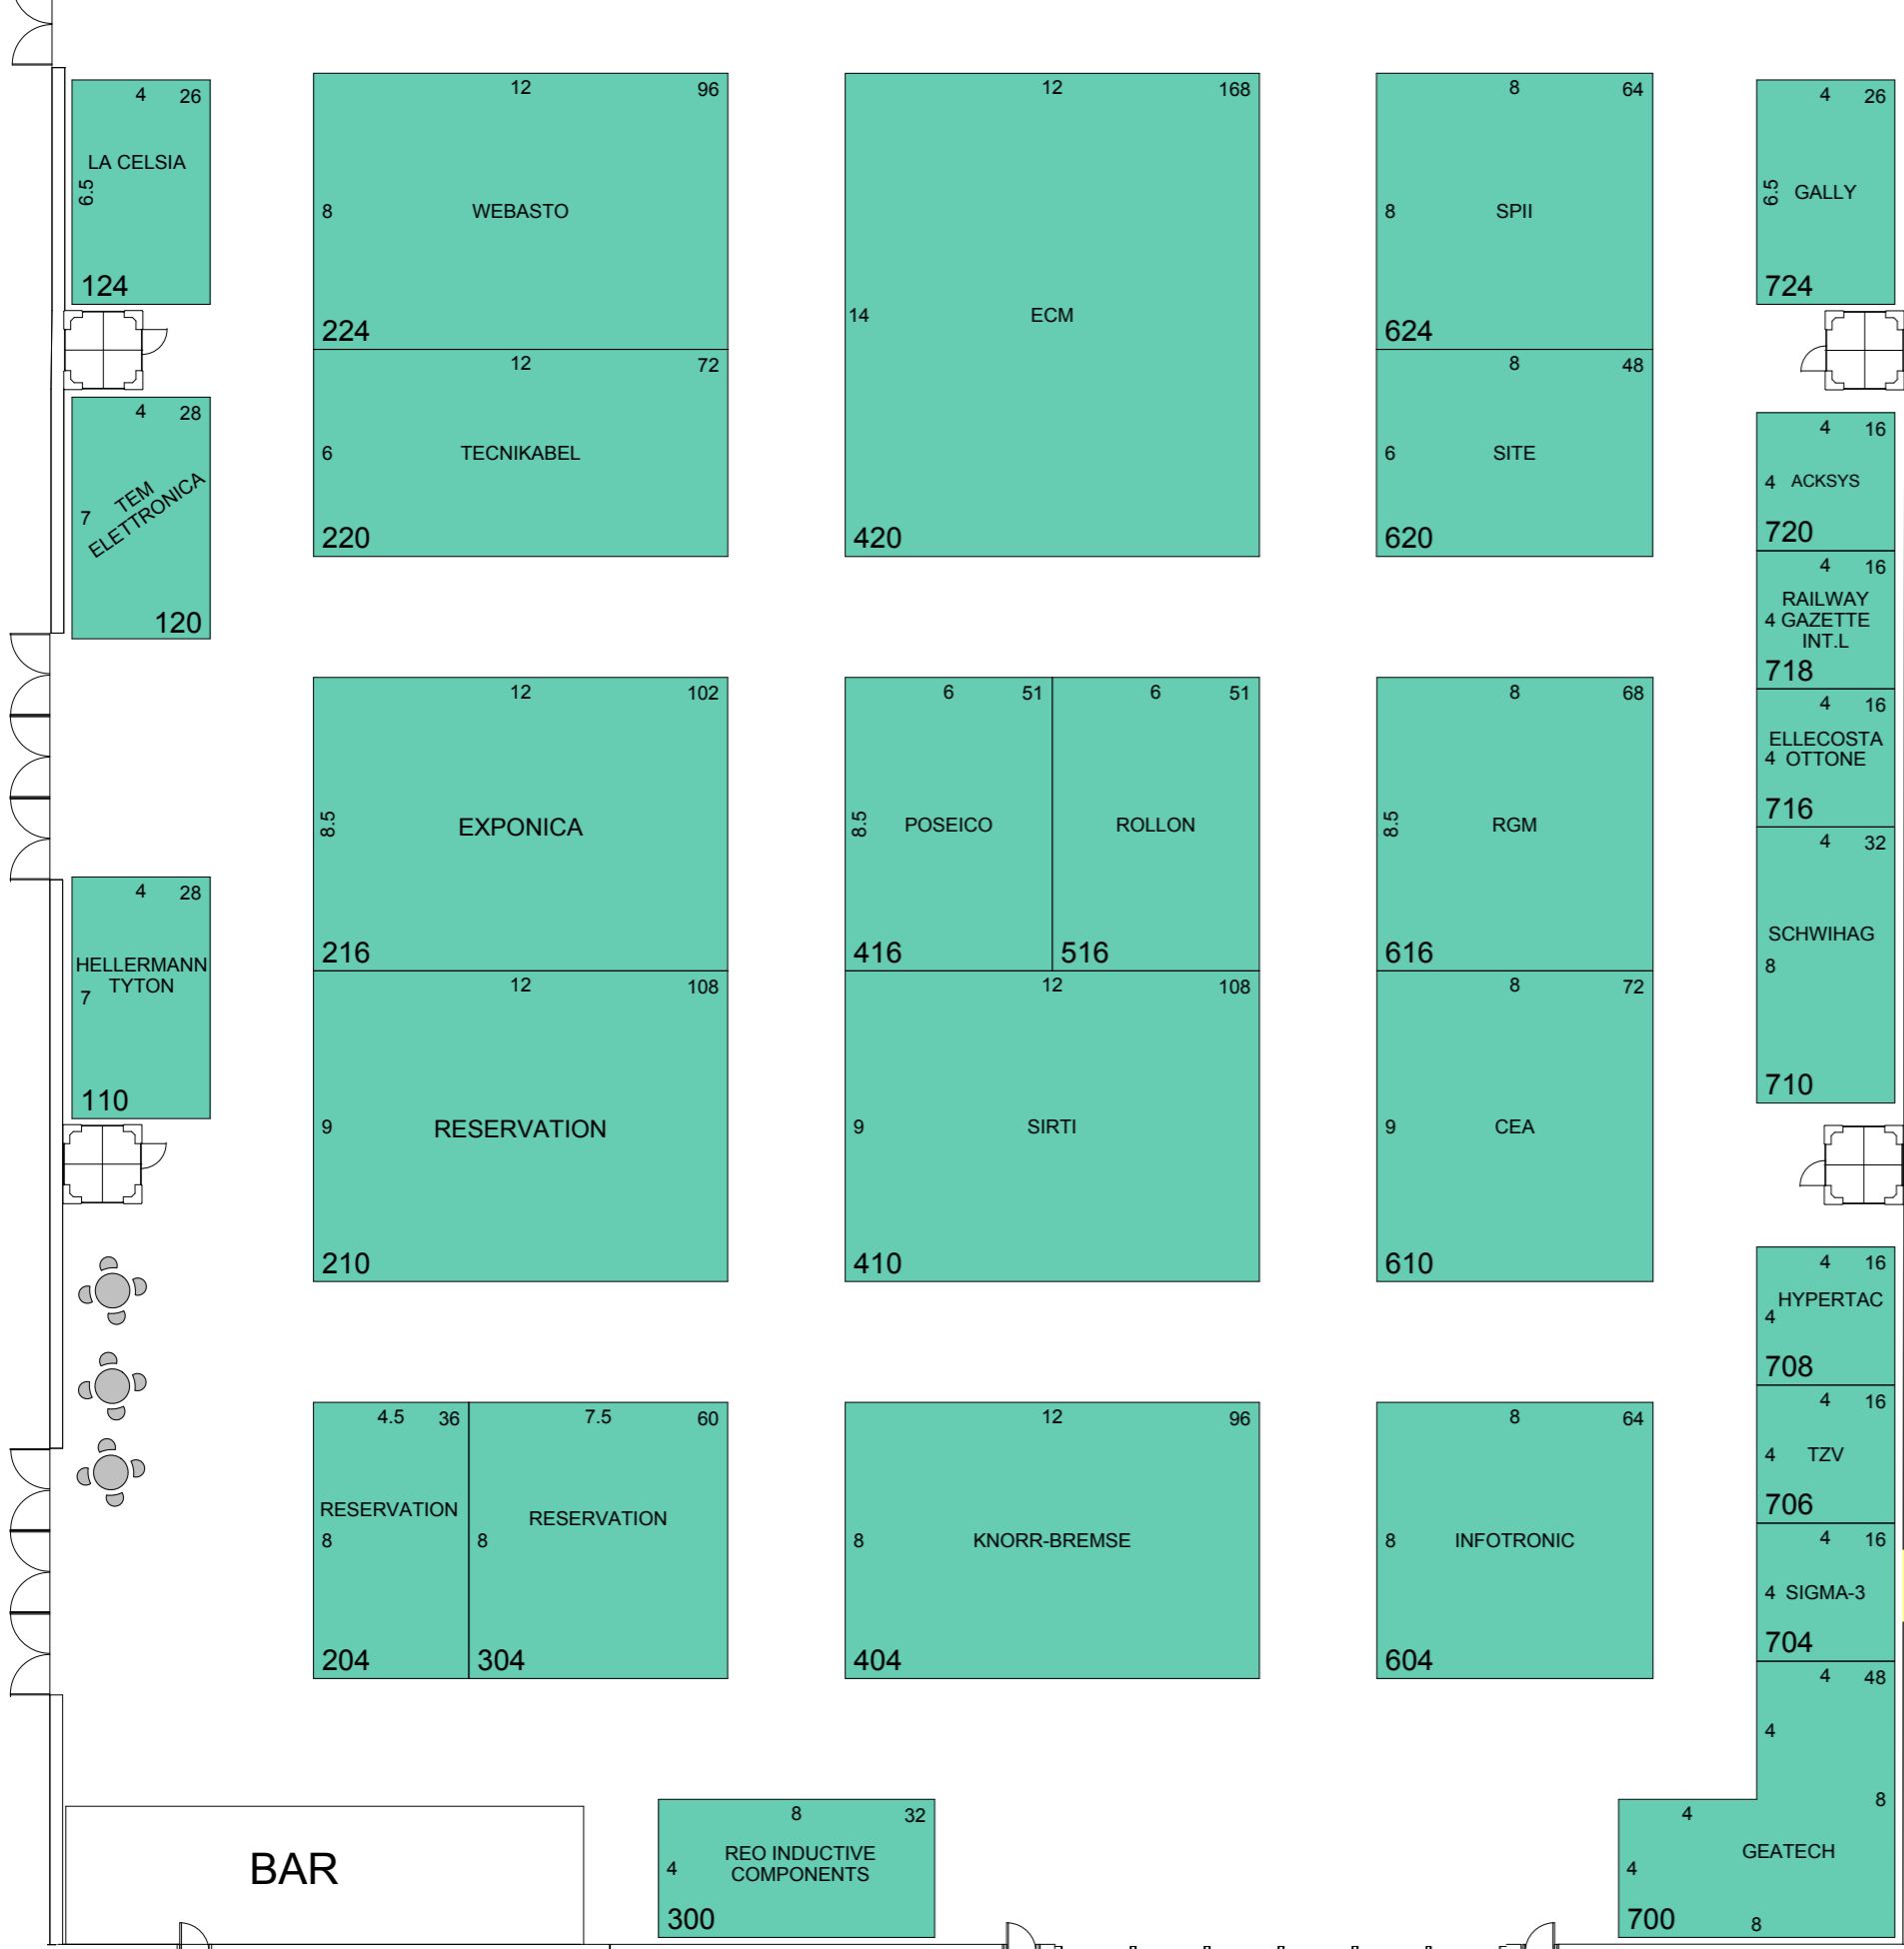 4 26
LA CELSIA
6.5
124
12 96
8 WEBASTO
224
12 168
14 ECM
420
8 64
8 SPII
624
4 26
6.5 GALLY
724
4 28
7 TEM
ELETTRONICA
120
12 72
6 TECNIKABEL
220
8 48
6 SITE
620
4 16
4 ACKSYS
720
4 16
RAILWAY
4 GAZETTE
INT.L
718
4 16
ELLECOSTA
4 OTTONE
716
12 102
8.5 EXPONICA
216
6 51
8.5 POSEICO
416
6 51
ROLLON
516
8 68
8.5 RGM
616
4 32
SCHWIHAG
8
710
4 28
HELLERMANN
TYTON
7
110
12 108
9 RESERVATION
210
12 108
9 SIRTI
410
8 72
9 CEA
610
4 16
HYPERTAC
4
708
4 16
4 TZV
706
4 16
4 SIGMA-3
704
4.5 36
RESERVATION
8
204
7.5 60
RESERVATION
8
304
12 96
8 KNORR-BREMSE
404
8 64
8 INFOTRONIC
604
4 48
4
8
4
GEATECH
4
700 8
BAR
8 32
REO INDUCTIVE
4 COMPONENTS
300